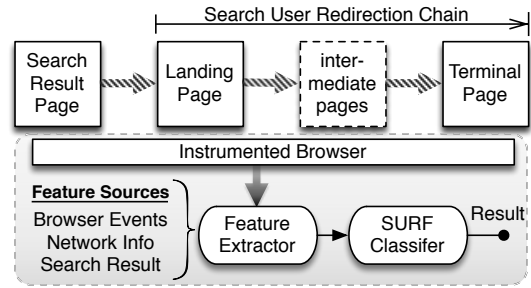 Search User Redirection Chain
Search
Result
Page
Landing
Page
inter-
mediate
pages
Terminal
Page
Instrumented Browser
Feature Sources
Browser Events
Network Info
Search Result
Feature
Extractor
SURF
Classifer
Result